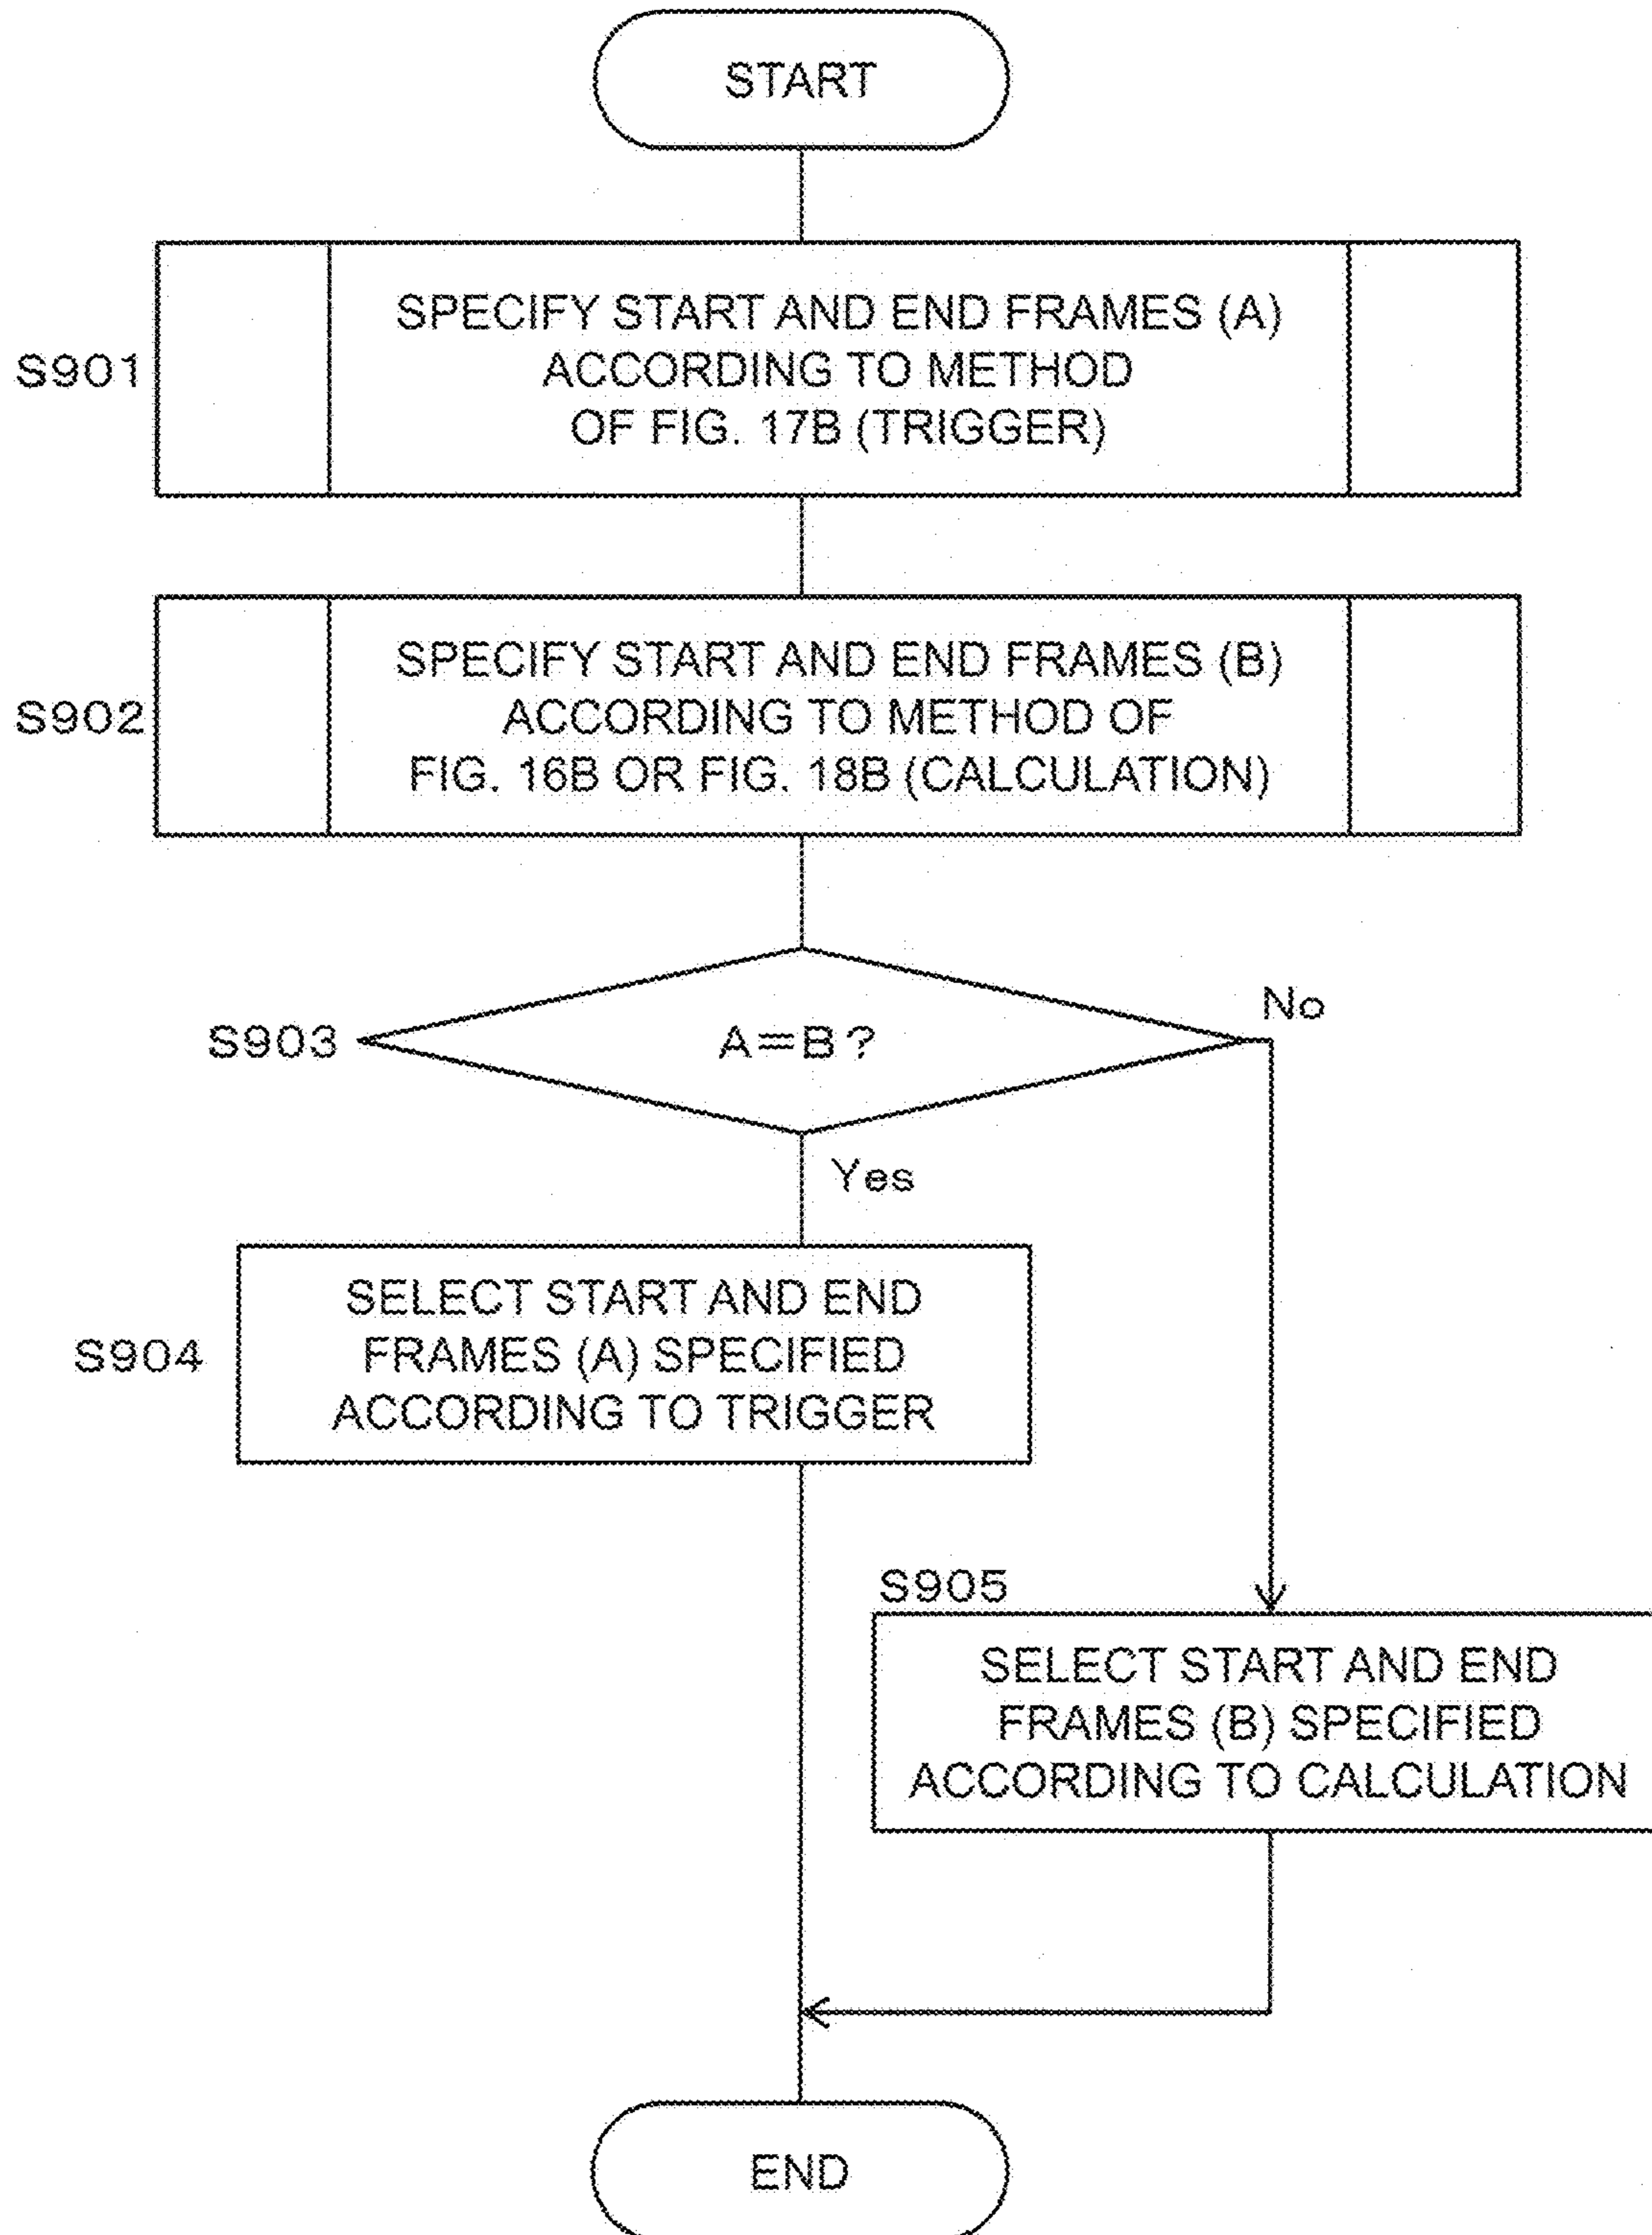 START
S901
SPECIFY START AND END FRAMES (A)
ACCORDING TO METHOD
OF FIG. 17B (TRIGGER)
S902
SPECIFY START AND END FRAMES (B)
ACCORDING TO METHOD OF
FIG. 16B OR FIG. 18B (CALCULATION)
S903
A=B?
No
Yes
S904
SELECT START AND END
FRAMES (A) SPECIFIED
ACCORDING TO TRIGGER
S905
SELECT START AND END
FRAMES (B) SPECIFIED
ACCORDING TO CALCULATION
END